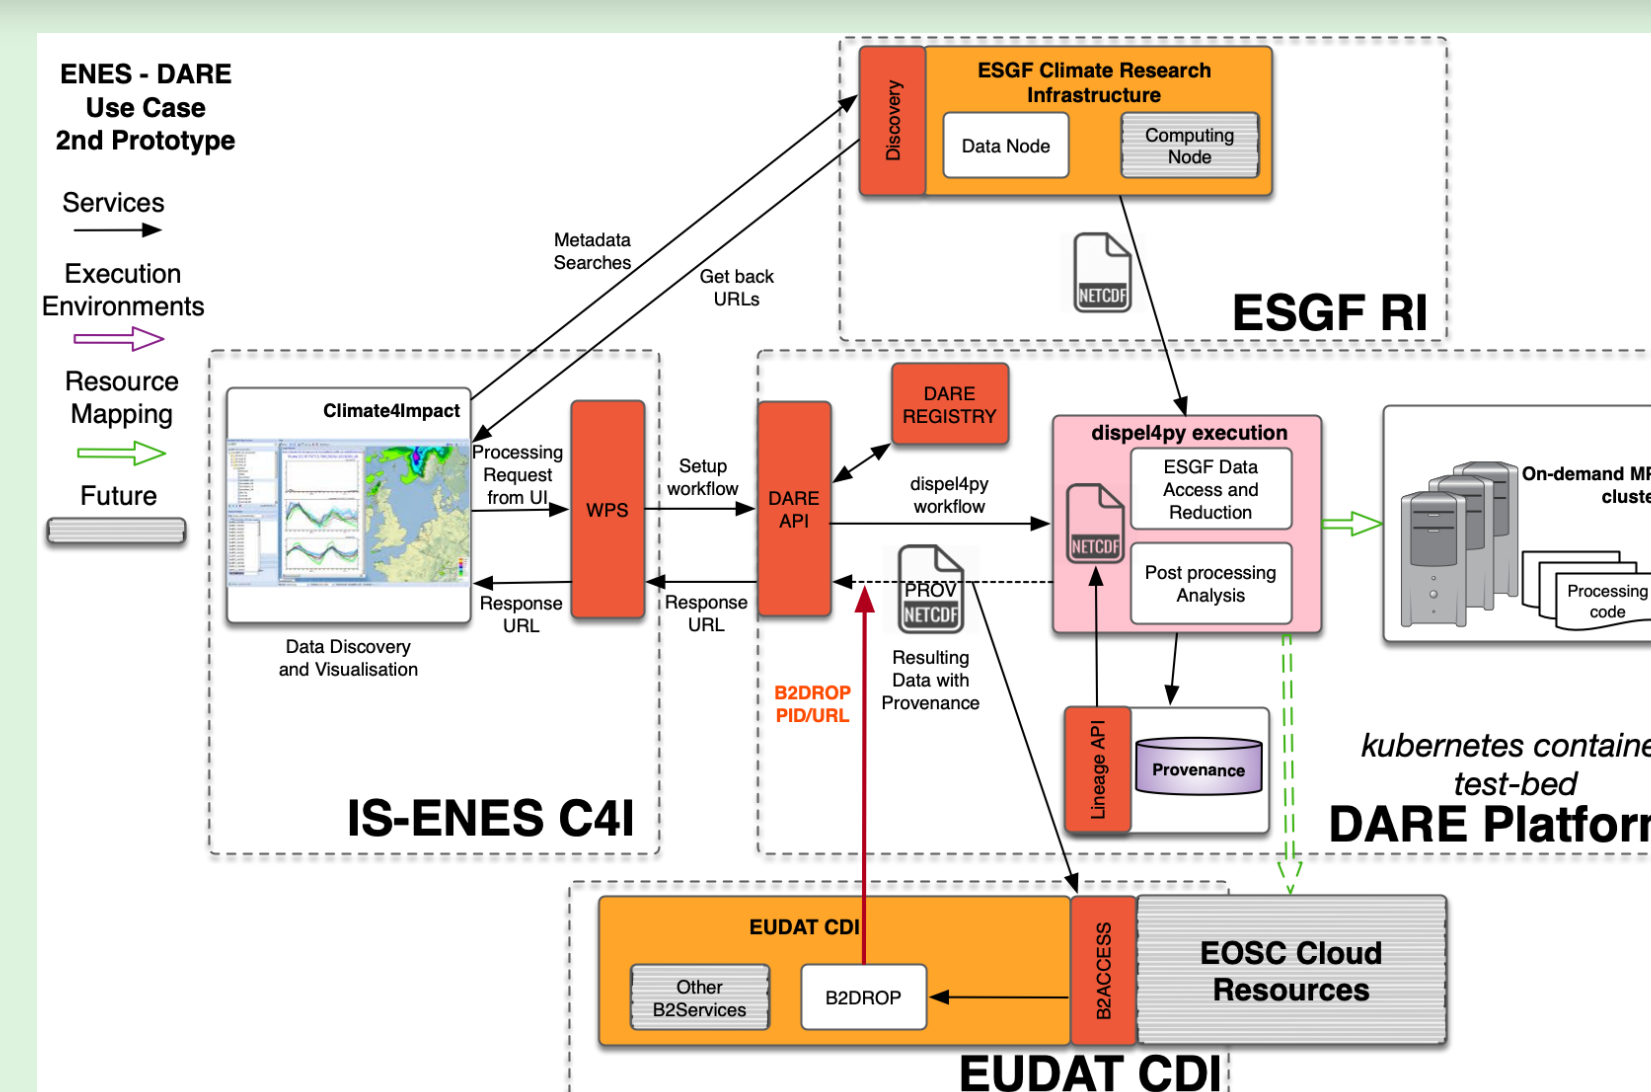 ENES - DARE
Use Case
2nd Prototype
Services
Execution
Environments
Resource
Mapping
Future
ESGF Climate Research
Infrastructure
Discovery
Data Node
Computing
Node
NETCDF
ESGF RI
Metadata
Searches
Get back
URLs
Climate4Impact
Processing
Request
from UI
WPS
Response
URL
Data Discovery
and Visualisation
IS-ENES C4I
Setup
workflow
Response
URL
DARE
API
DARE
REGISTRY
dispel4py
workflow
PROV
NETCDF
Resulting
Data with
Provenance
B2DROP
PID/URL
dispel4py execution
NETCDF
ESGF Data
Access and
Reduction
Post processing
Analysis
Lineage API
Provenance
On-demand MP
cluste
Processing
code
kubernetes containe
test-bed
DARE Platfor
EUDAT CDI
Other
B2Services
B2DROP
B2ACCESS
EOSC Cloud
Resources
EUDAT CDI